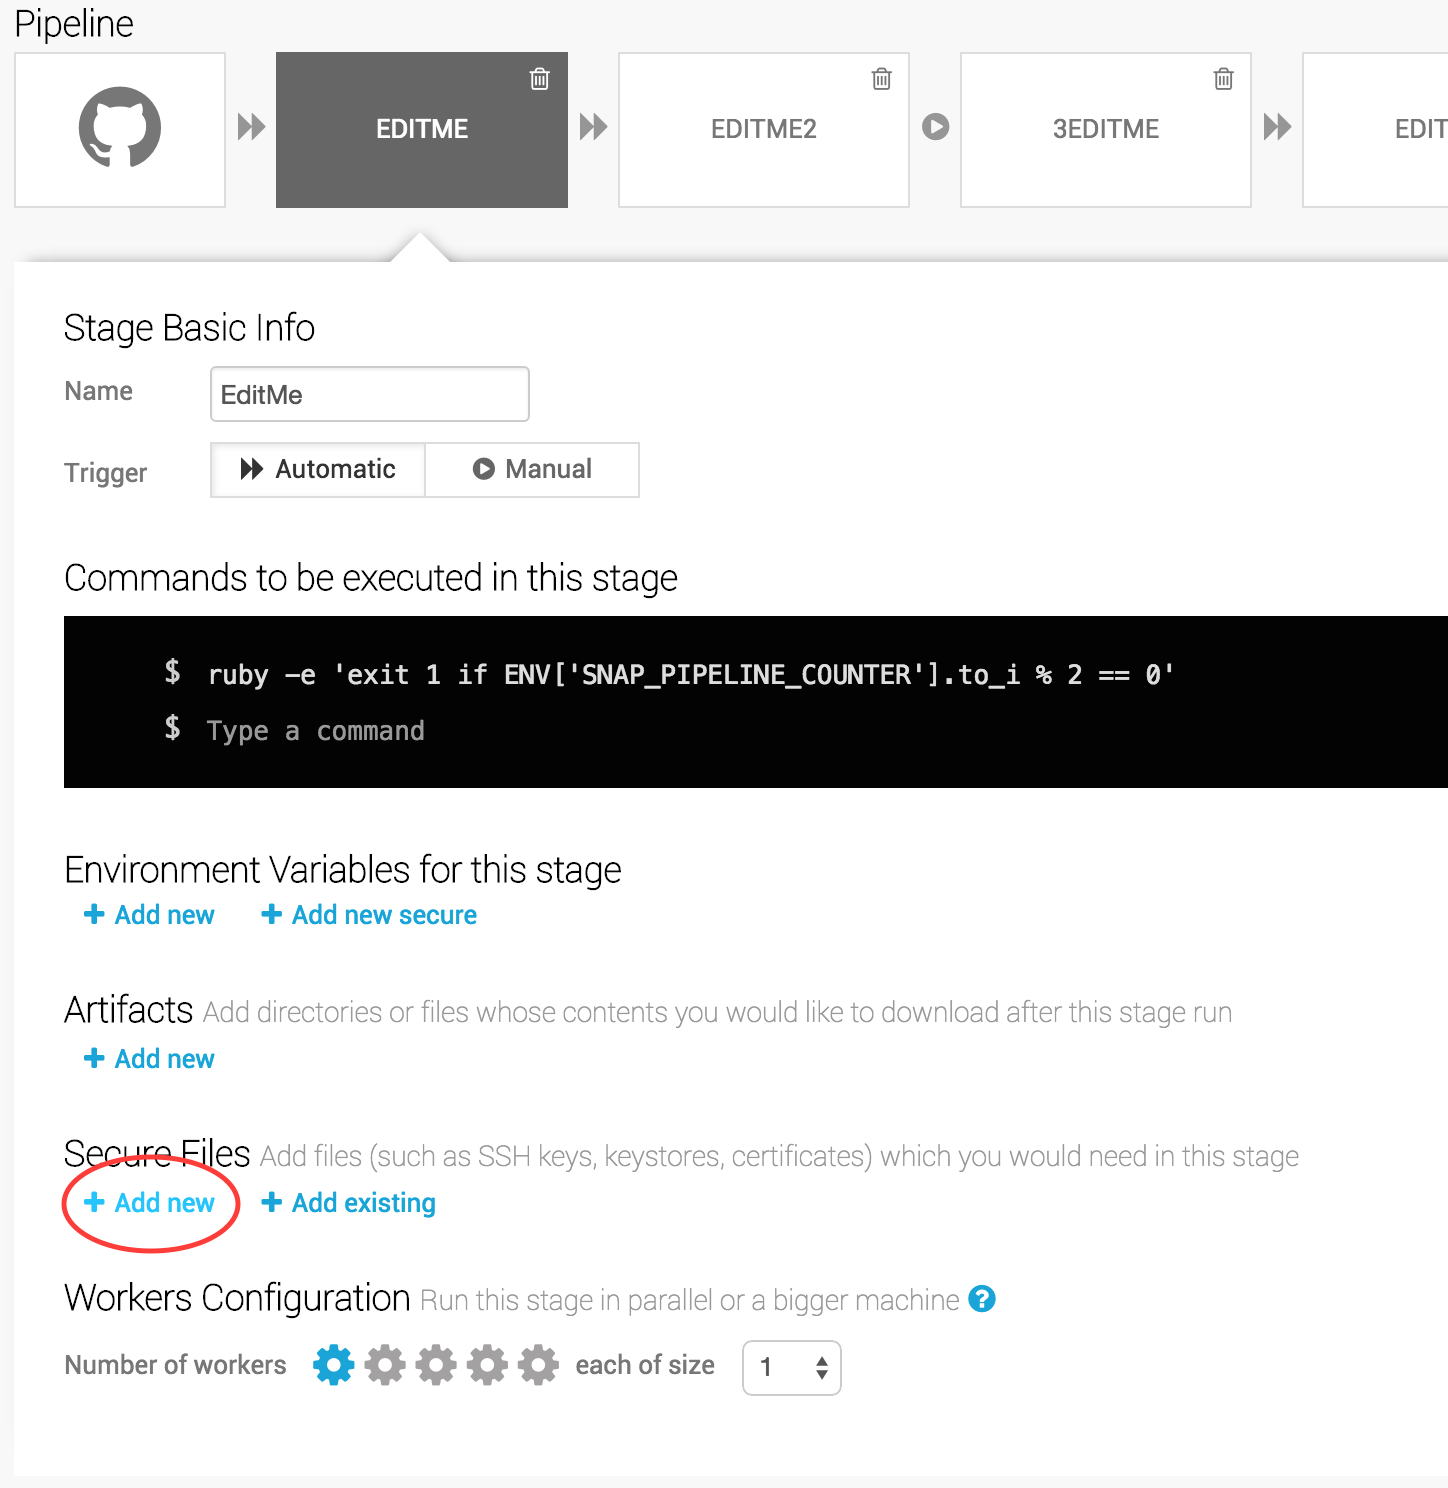 Pipeline
EDITME
EDITME2
3EDITME
EDIT
Stage Basic Info
Name
EditMe
Trigger
Automatic
Manual
Commands to be executed in this stage
$ ruby -e 'exit 1 if ENV['SNAP_PIPELINE_COUNTER'].to_i % 2 == 0'
$ Type a command
Environment Variables for this stage
+ Add new + Add new secure
Artifacts Add directories or files whose contents you would like to download after this stage run
+ Add new
Secure Files Add files (such as SSH keys, keystores, certificates) which you would need in this stage
+ Add new + Add existing
Workers Configuration Run this stage in parallel or a bigger machine ?
Number of workers each of size 1